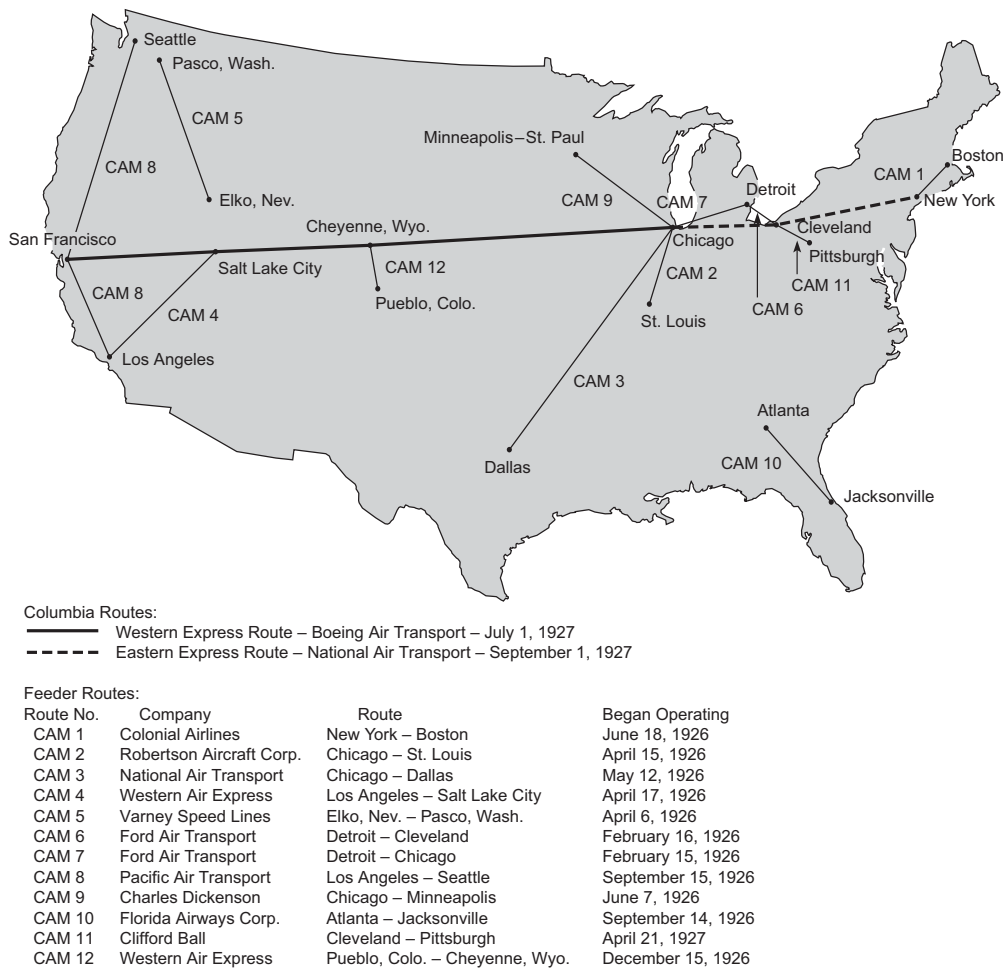 Seattle
Pasco, Wash.
CAM 5
CAM 8
Elko, Nev.
San Francisco
Cheyenne, Wyo.
Salt Lake City
CAM 12
Pueblo, Colo.
CAM 8
CAM 4
Los Angeles
Minneapolis–St. Paul
CAM 9
CAM 7
Detroit
Chicago
CAM 2
St. Louis
CAM 3
Dallas
Boston
CAM 1
New York
Cleveland
Pittsburgh
CAM 11
CAM 6
Atlanta
CAM 10
Jacksonville
Columbia Routes:
Western Express Route – Boeing Air Transport – July 1, 1927
Eastern Express Route – National Air Transport – September 1, 1927
Feeder Routes:
Route No. Company Route Began Operating
CAM 1 Colonial Airlines New York – Boston June 18, 1926
CAM 2 Robertson Aircraft Corp. Chicago – St. Louis April 15, 1926
CAM 3 National Air Transport Chicago – Dallas May 12, 1926
CAM 4 Western Air Express Los Angeles – Salt Lake City April 17, 1926
CAM 5 Varney Speed Lines Elko, Nev. – Pasco, Wash. April 6, 1926
CAM 6 Ford Air Transport Detroit – Cleveland February 16, 1926
CAM 7 Ford Air Transport Detroit – Chicago February 15, 1926
CAM 8 Pacific Air Transport Los Angeles – Seattle September 15, 1926
CAM 9 Charles Dickenson Chicago – Minneapolis June 7, 1926
CAM 10 Florida Airways Corp. Atlanta – Jacksonville September 14, 1926
CAM 11 Clifford Ball Cleveland – Pittsburgh April 21, 1927
CAM 12 Western Air Express Pueblo, Colo. – Cheyenne, Wyo. December 15, 1926